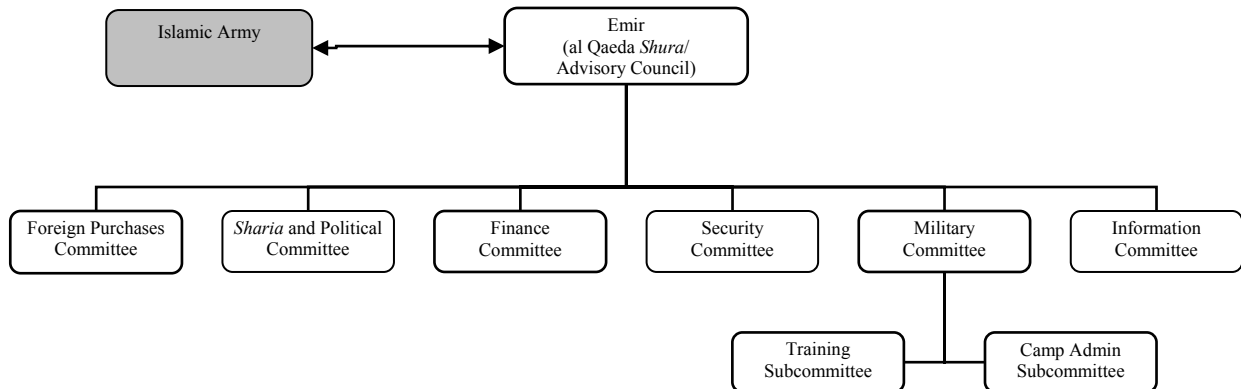 Islamic Army
Emir
(al Qaeda Shura/
Advisory Council)
Foreign Purchases
Committee
Sharia and Political
Committee
Finance
Committee
Security
Committee
Military
Committee
Information
Committee
Training
Subcommittee
Camp Admin
Subcommittee